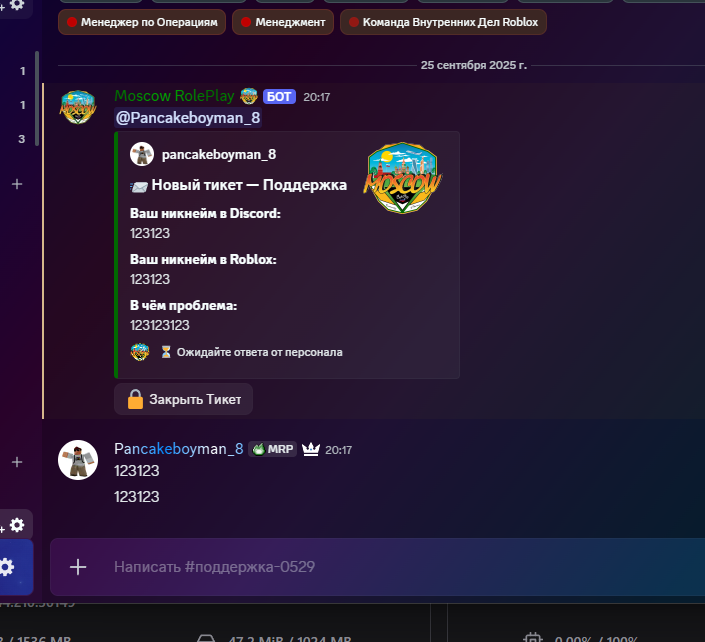 Менеджер по Операциям
Менеджмент
Команда Внутренних Дел Roblox
25 сентября 2025 г.
1
1
3
Moscow RolePlay БОТ 20:17
@Pancakeboyman_8
pancakeboyman_8
Новый тикет — Поддержка
MOSCOW
Ваш никнейм в Discord:
123123
Ваш никнейм в Roblox:
123123
В чём проблема:
123123123
Ожидайте ответа от персонала
Закрыть Тикет
Pancakeboyman_8 MRP 20:17
123123
123123
Написать #поддержка-0529
/ 1536 MB
47.2 MiB / 1024 MB
0.00% / 100%